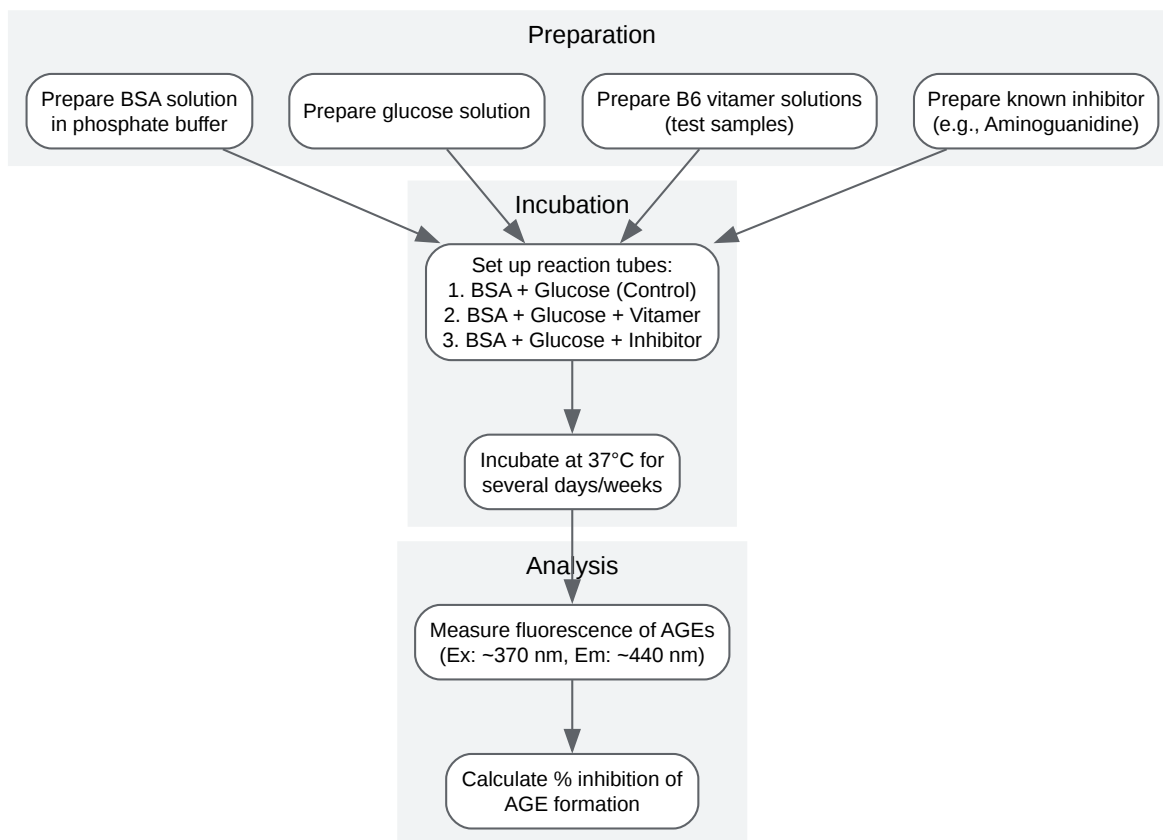 Preparation
Prepare BSA solution
in phosphate buffer
Prepare glucose solution
Prepare B6 vitamer solutions
(test samples)
Prepare known inhibitor
(e.g., Aminoguanidine)
Incubation
Set up reaction tubes:
1. BSA + Glucose (Control)
2. BSA + Glucose + Vitamer
3. BSA + Glucose + Inhibitor
Incubate at 37°C for
several days/weeks
Analysis
Measure fluorescence of AGEs
(Ex: ~370 nm, Em: ~440 nm)
Calculate % inhibition of
AGE formation